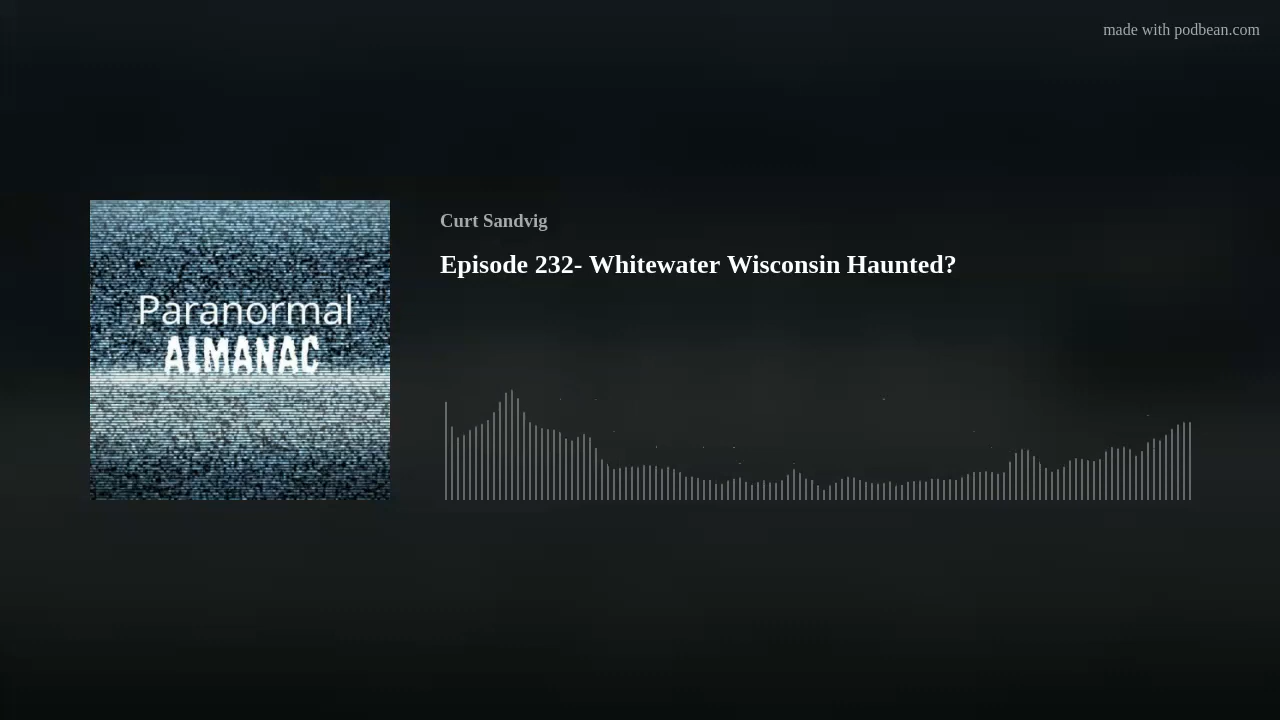 made with podbean.com
Paranormal
ALMANAC
Curt Sandvig
Episode 232- Whitewater Wisconsin Haunted?